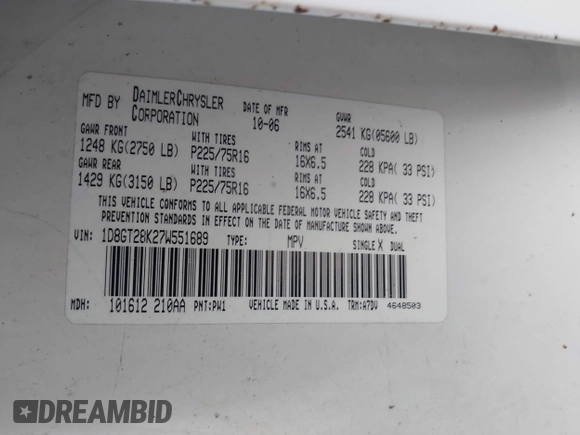 MFD BY DAIMLERCHRYSLER CORPORATION DATE OF MFR 10-06 GVWR 2541 KG(05600 LB)
GAWR FRONT WITH TIRES RIMS AT COLD
1248 KG(2750 LB) P225/75R16 16X6.5 228 KPA( 33 PSI)
GAWR REAR WITH TIRES RIMS AT COLD
1429 KG(3150 LB) P225/75R16 16X6.5 228 KPA( 33 PSI)
THIS VEHICLE CONFORMS TO ALL APPLICABLE FEDERAL MOTOR VEHICLE SAFETY AND THEFT
PREVENTION STANDARDS IN EFFECT ON THE DATE OF MANUFACTURE SHOWN ABOVE.
VIN: 1D8GT28K27W551689 TYPE: MPV SINGLE X DUAL
MDH: 101612 210AA PNT:PW1 VEHICLE MADE IN U.S.A. TRM:A7DV 4648503
DREAMBID